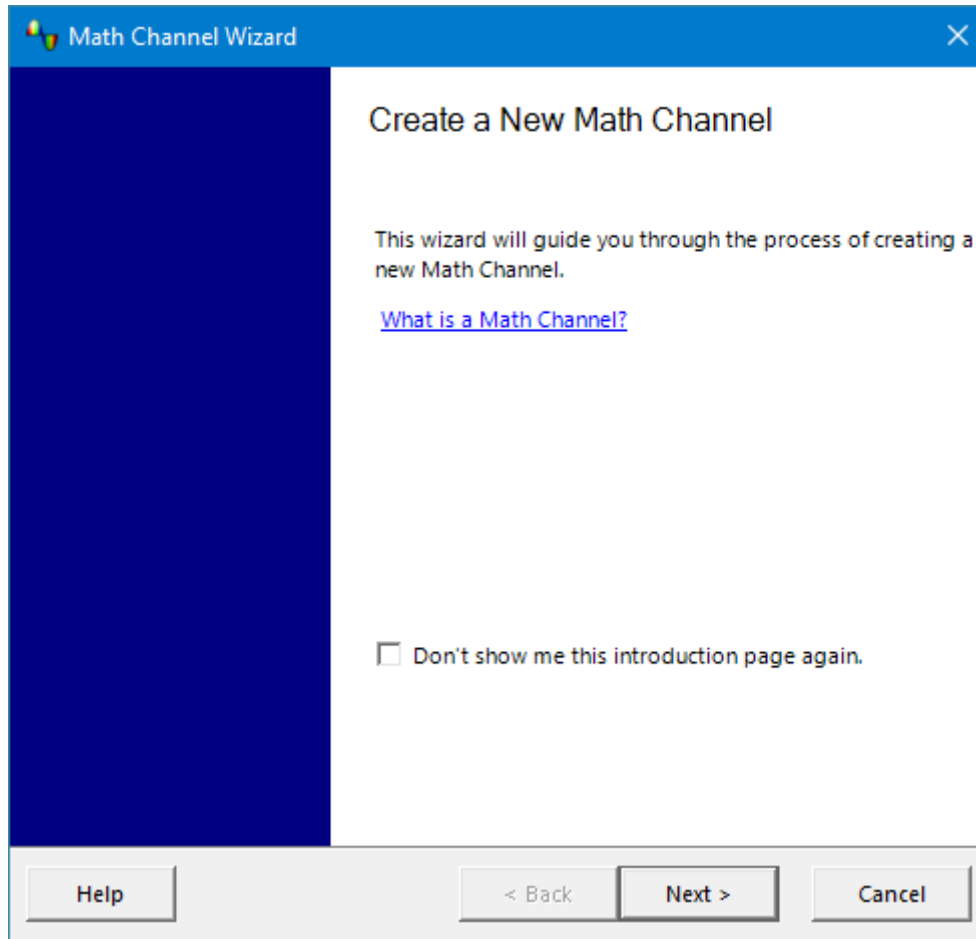 Math Channel Wizard
Create a New Math Channel
This wizard will guide you through the process of creating a
new Math Channel.
What is a Math Channel?
Don't show me this introduction page again.
Help
< Back
Next >
Cancel